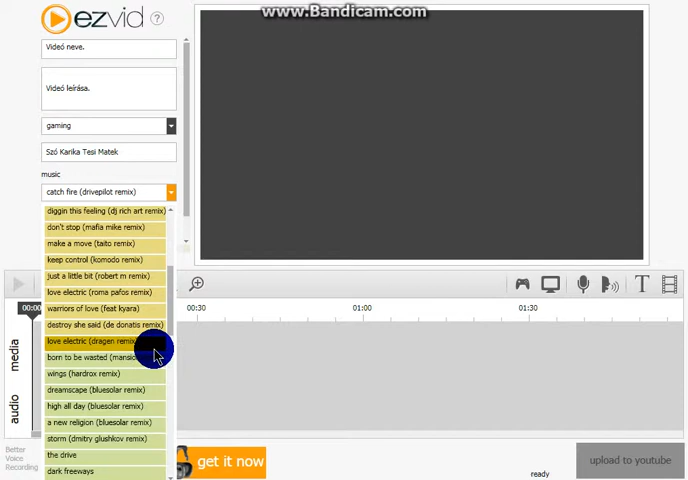 www.Bandicam.com
ezvid ?
Videó neve.
Videó leírása.
gaming
Szó Karika Tesi Matek
music
catch fire (drivepilot remix)
diggin this feeling (dj rich art remix)
don't stop (mafia mike remix)
make a move (taito remix)
keep control (komodo remix)
just a little bit (robert m remix)
love electric (roma pafos remix)
warriors of love (feat kyara)
destroy she said (de donatis remix)
love electric (dragen remix)
born to be wasted
wings (hardrox remix)
dreamscape (bluesolar remix)
high all day (bluesolar remix)
a new religion (bluesolar remix)
storm (dmitry glushkov remix)
the drive
dark freeways
T
00:30
01:00
01:30
media
audio
Better
Voice
Recording
get it now
ready
upload to youtube